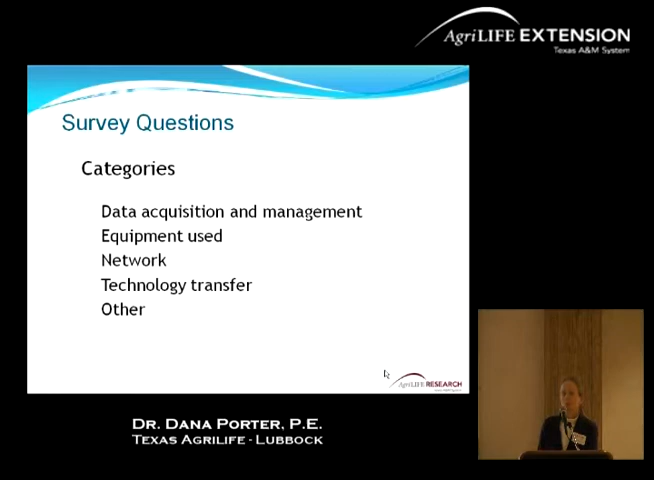 AgriLIFE EXTENSION
Texas A&M System
Survey Questions
Categories
Data acquisition and management
Equipment used
Network
Technology transfer
Other
AgriLIFE RESEARCH
DR. DANA PORTER, P.E.
TEXAS AGRILIFE - LUBBOCK